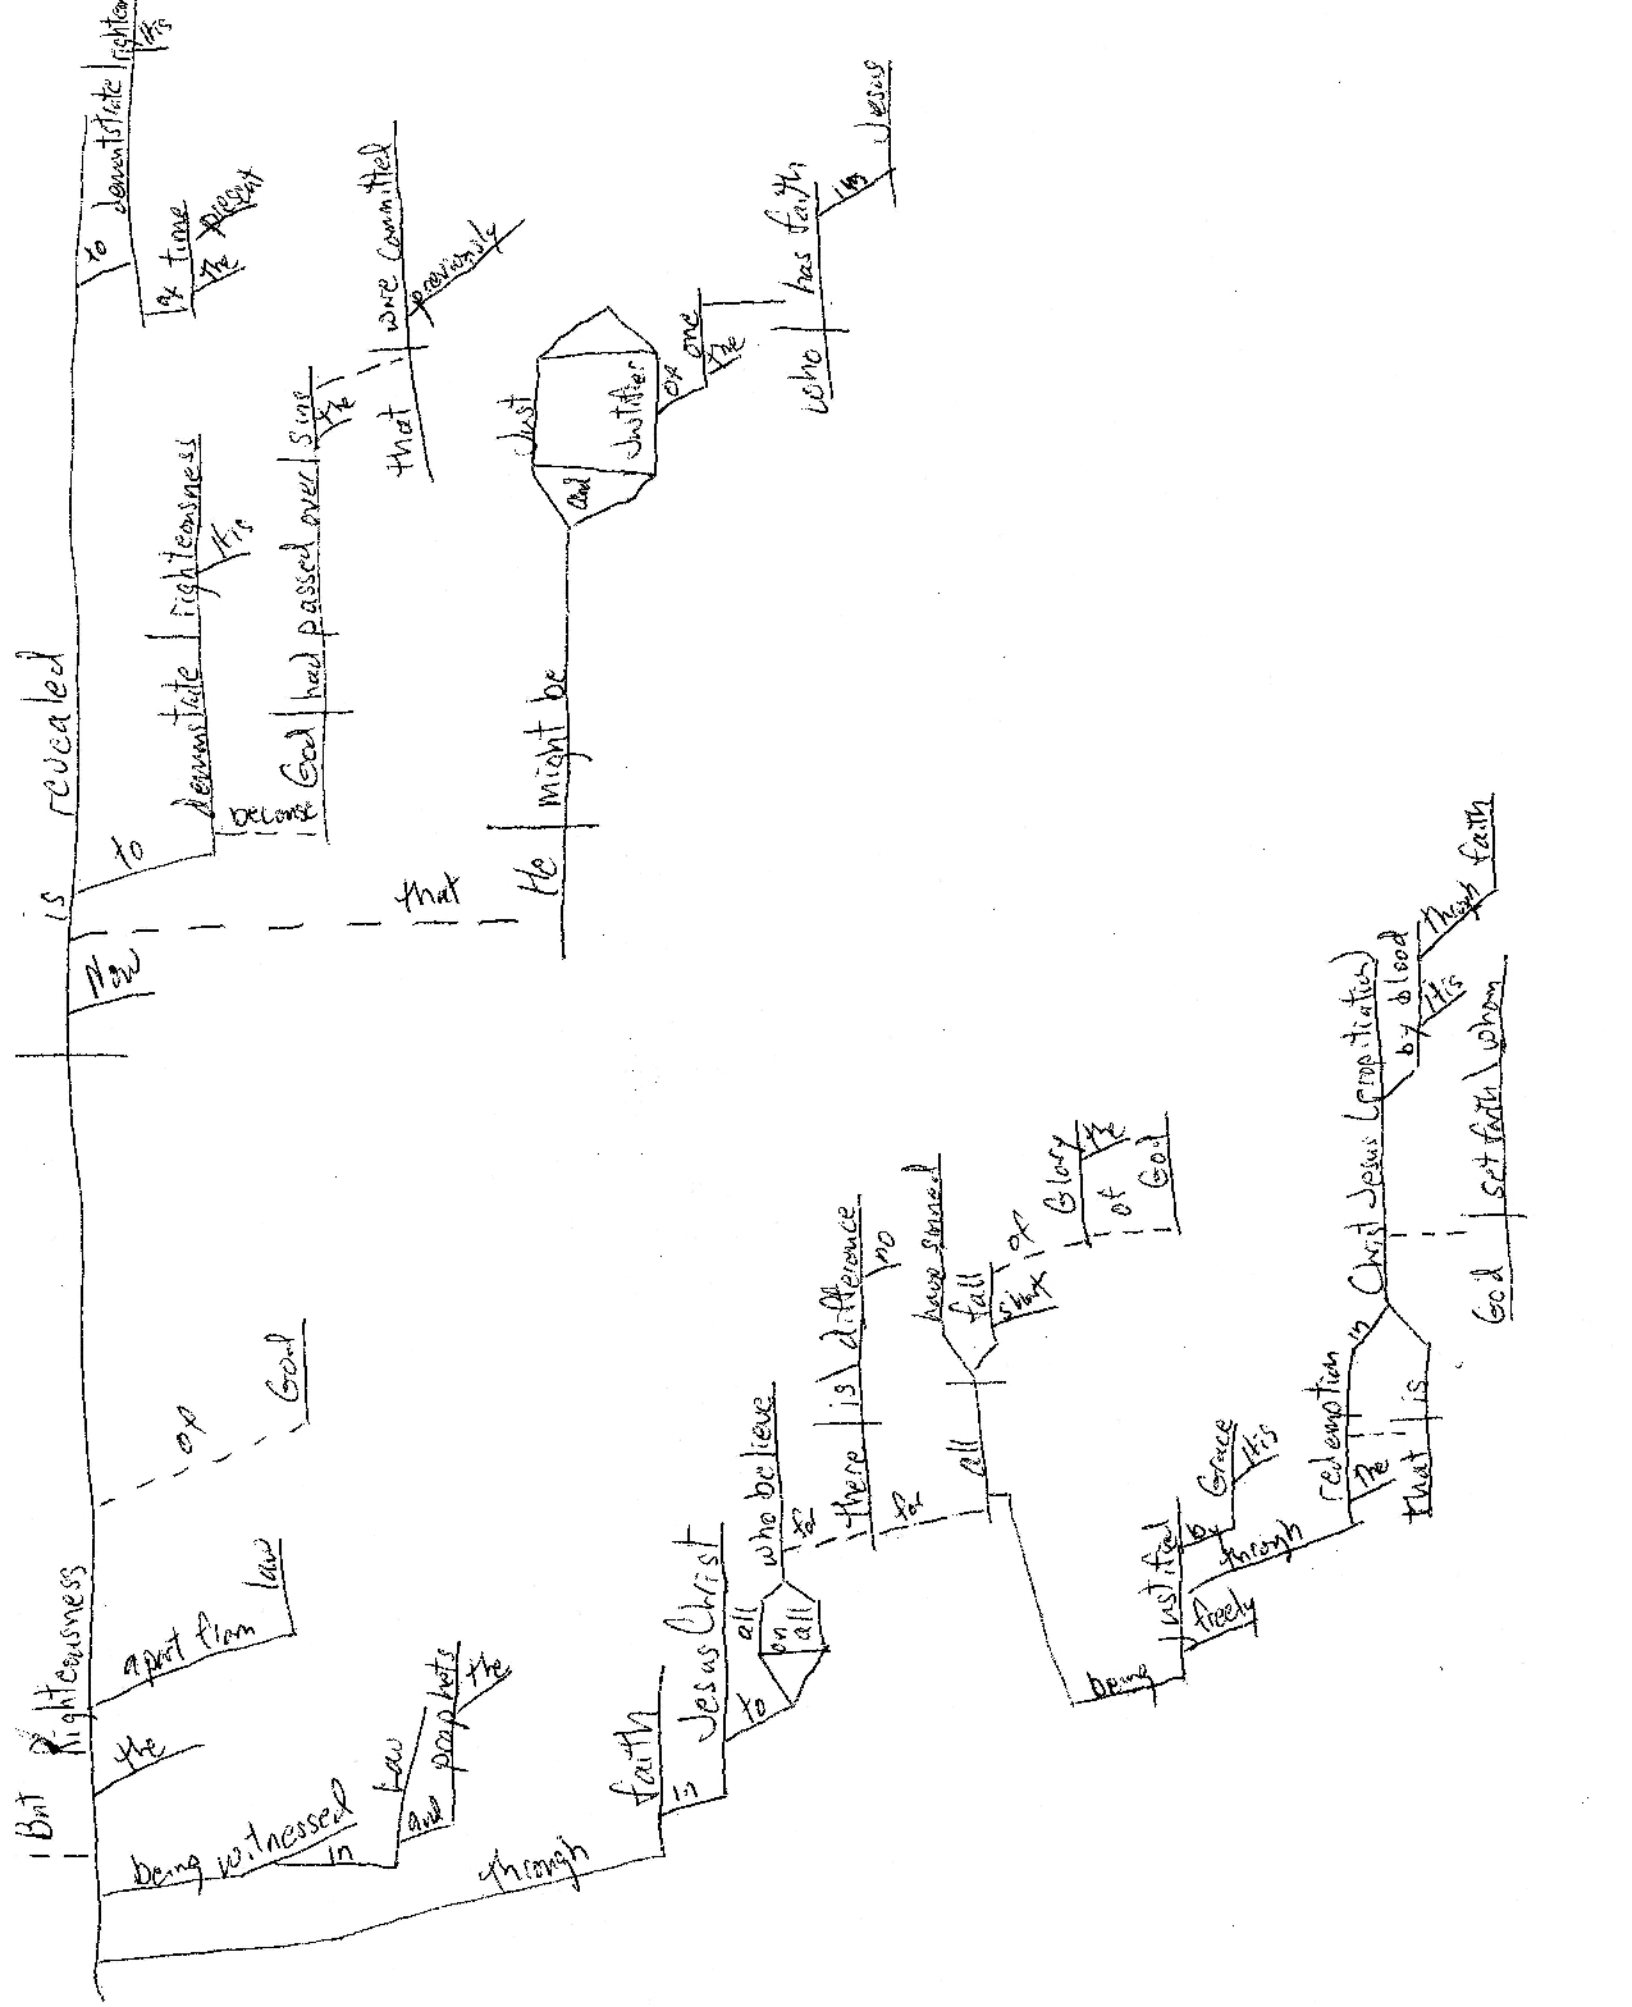 But Righteousness is revealed
the
apart from law
of God
being witnessed
in Law
and prophets
the
through faith
in Jesus Christ
to all
on all
who believe
for there is difference
no
for all have sinned
fall
short
of Glory
the
of God
being justified
freely
by Grace
His
through redemption
the
that is
in Christ Jesus (propitiation)
by blood
His
through faith
God set forth whom
Now
that He might be Just
and Justifier
of one
the
who has faith
in Jesus
to demonstrate righteousness
His
because God had passed over sins
the
that were committed
previously
to demonstrate
His
at time
the present